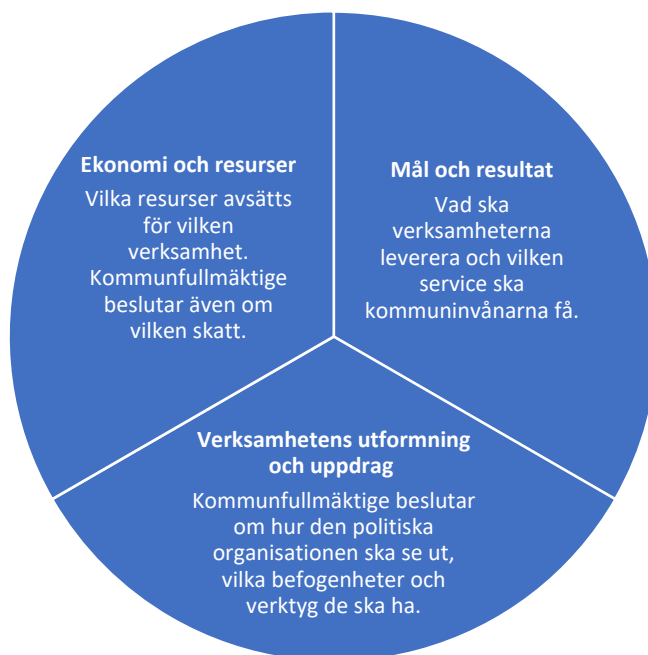 Ekonomi och resurser
Vilka resurser avsätts
för vilken
verksamhet.
Kommunfullmäktige
beslutar även om
vilken skatt.
Mål och resultat
Vad ska
verksamheterna
leverera och vilken
service ska
kommuninvånarna få.
Verksamhetens utformning
och uppdrag
Kommunfullmäktige beslutar
om hur den politiska
organisationen ska se ut,
vilka befogenheter och
verktyg de ska ha.